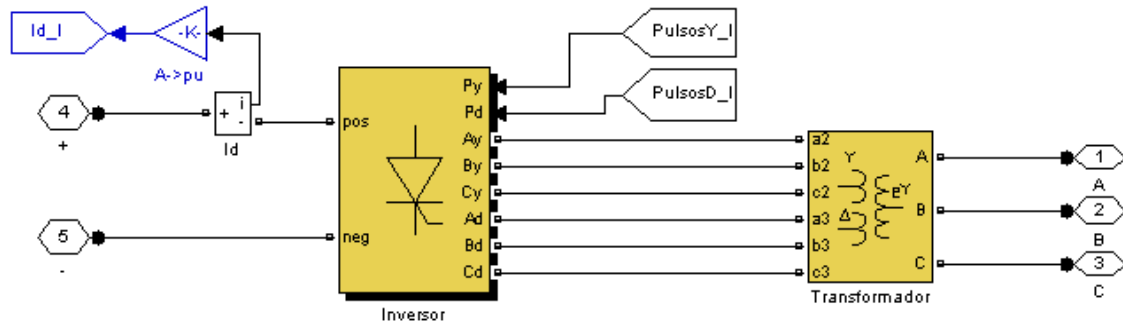 Id_I
-K-
A->pu
4
+
+
i
-
Id
5
-
pos
neg
Py
Pd
Ay
By
Cy
Ad
Bd
Cd
Inversor
PulsosY_I
PulsosD_I
a2
b2
c2
a3
b3
c3
Y
Δ
Y
A
B
C
Transformador
1
A
2
B
3
C